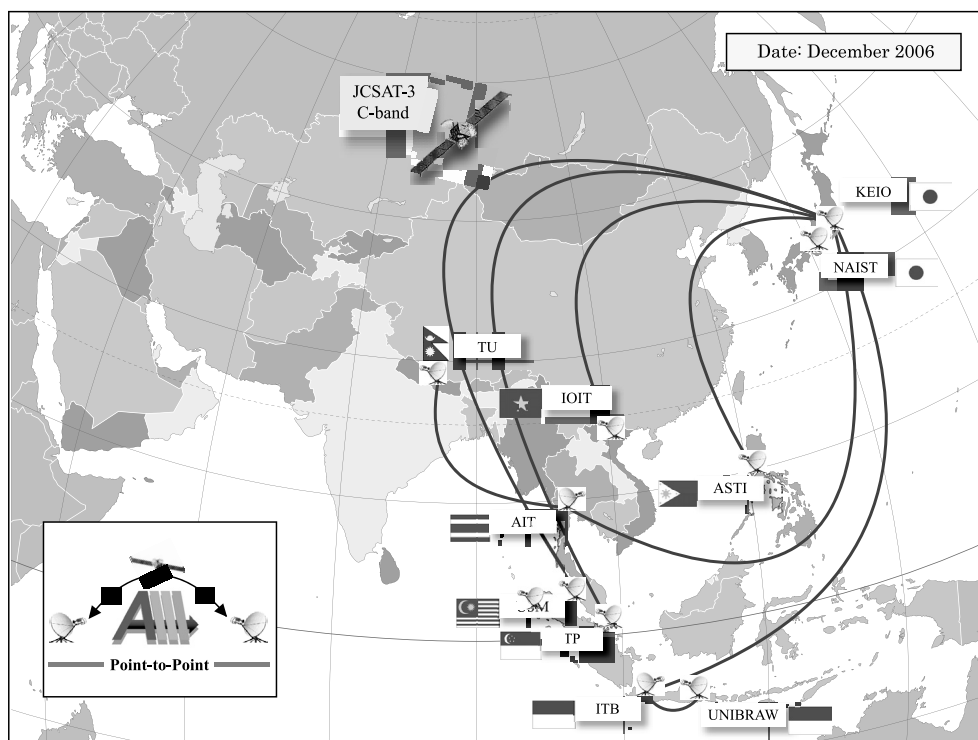 Date: December 2006
JCSAT-3
C-band
KEIO
NAIST
TU
IOIT
ASTI
AIT
TP
ITB
UNIBRAW
Point-to-Point